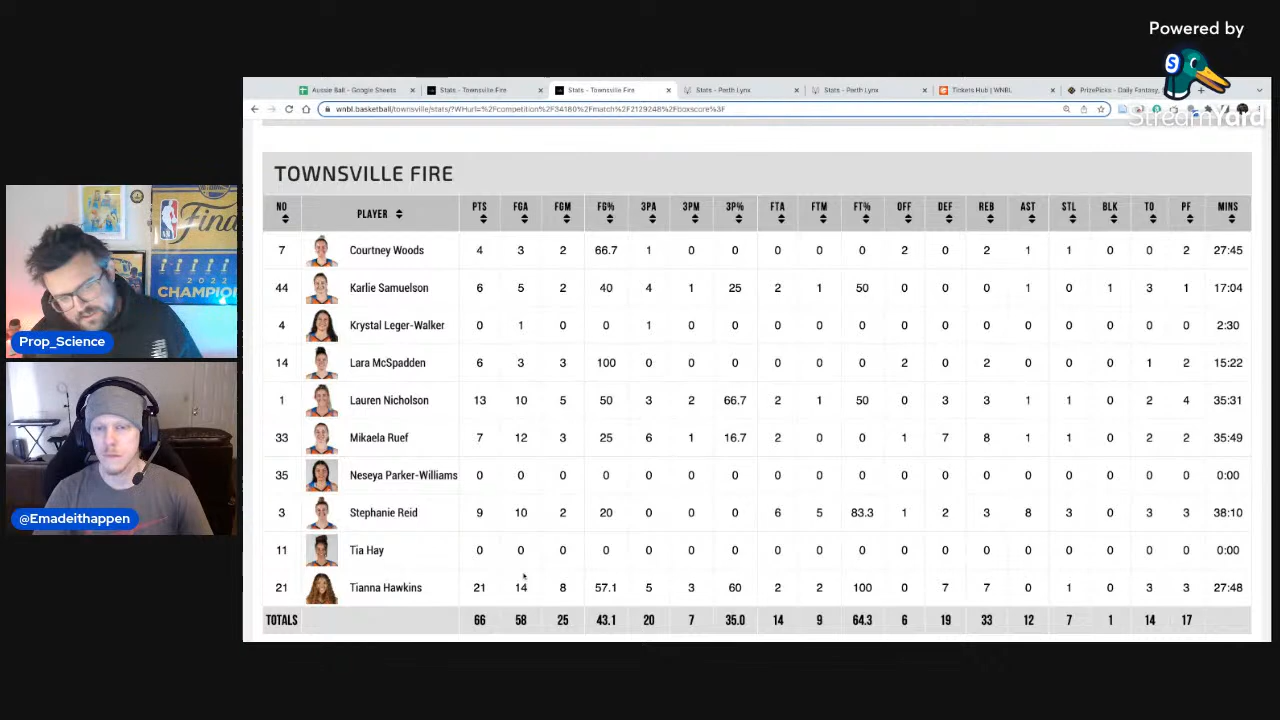 Powered by
StreamYard
Aussie Ball - Google Sheets
Stats - Townsville Fire
Stats - Townsville Fire
Stats - Perth Lynx
Stats - Perth Lynx
Tickets Hub | WNBL
PrizePicks - Daily Fantasy,
wnbl.basketball/townsville/stats/?WHurl=%2Fcompetition%2F34180%2Fmatch%2F2129248%2Fboxscore%3F
TOWNSVILLE FIRE
NO PLAYER PTS FGA FGM FG% 3PA 3PM 3P% FTA FTM FT% OFF DEF REB AST STL BLK TO PF MINS
7 Courtney Woods 4 3 2 66.7 1 0 0 0 0 0 2 0 2 1 1 0 0 2 27:45
44 Karlie Samuelson 6 5 2 40 4 1 25 2 1 50 0 0 0 1 0 1 3 1 17:04
4 Krystal Leger-Walker 0 1 0 0 1 0 0 0 0 0 0 0 0 0 0 0 0 0 2:30
14 Lara McSpadden 6 3 3 100 0 0 0 0 0 0 2 0 2 0 0 0 1 2 15:22
1 Lauren Nicholson 13 10 5 50 3 2 66.7 2 1 50 0 3 3 1 1 0 2 4 35:31
33 Mikaela Ruef 7 12 3 25 6 1 16.7 2 0 0 1 7 8 1 1 0 2 2 35:49
35 Neseya Parker-Williams 0 0 0 0 0 0 0 0 0 0 0 0 0 0 0 0 0 0 0:00
3 Stephanie Reid 9 10 2 20 0 0 0 6 5 83.3 1 2 3 8 3 0 3 3 38:10
11 Tia Hay 0 0 0 0 0 0 0 0 0 0 0 0 0 0 0 0 0 0 0:00
21 Tianna Hawkins 21 14 8 57.1 5 3 60 2 2 100 0 7 7 0 1 0 3 3 27:48
TOTALS 66 58 25 43.1 20 7 35.0 14 9 64.3 6 19 33 12 7 1 14 17
NBA
Fina
2022
CHAMPION
Prop_Science
@Emadeithappen